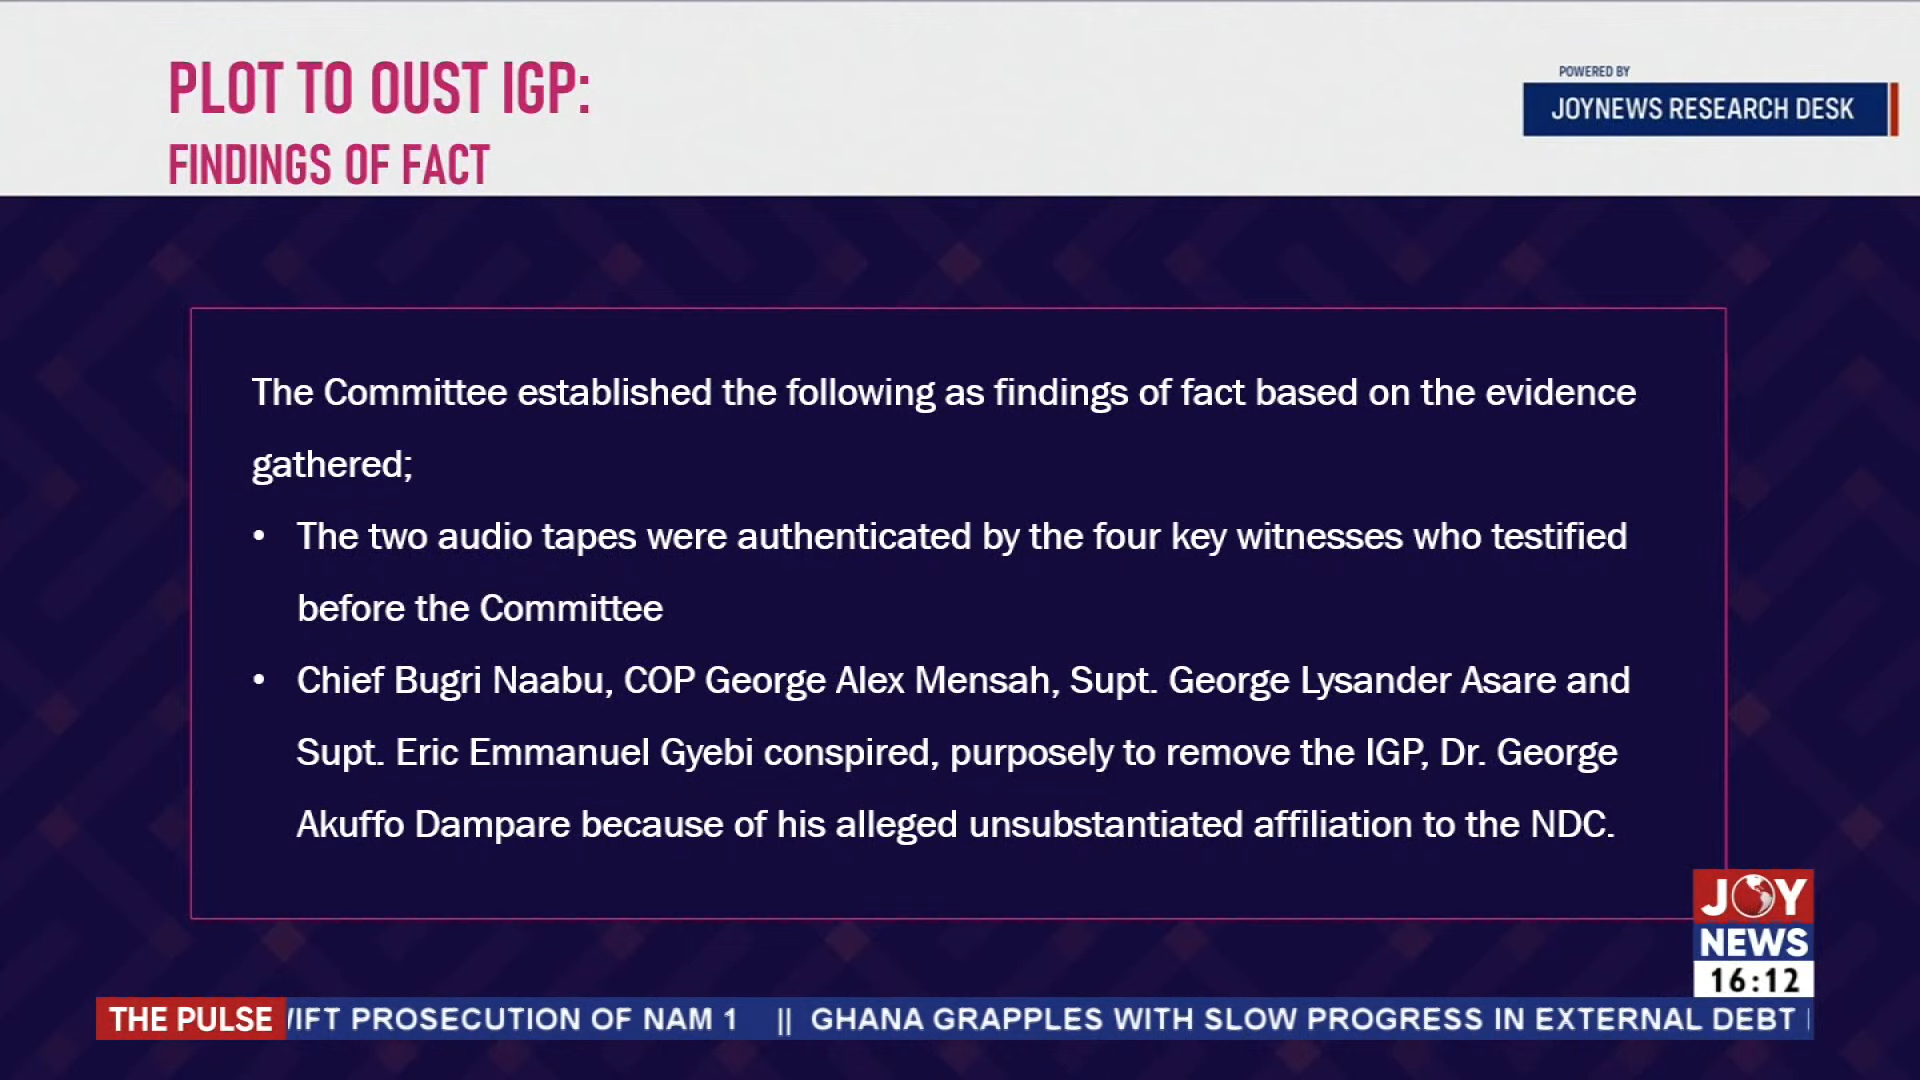 PLOT TO OUST IGP:
FINDINGS OF FACT
POWERED BY
JOYNEWS RESEARCH DESK
The Committee established the following as findings of fact based on the evidence
gathered;
• The two audio tapes were authenticated by the four key witnesses who testified
before the Committee
• Chief Bugri Naabu, COP George Alex Mensah, Supt. George Lysander Asare and
Supt. Eric Emmanuel Gyebi conspired, purposely to remove the IGP, Dr. George
Akuffo Dampare because of his alleged unsubstantiated affiliation to the NDC.
JOY
NEWS
16:12
THE PULSE PROSECUTION OF NAM 1 || GHANA GRAPPLES WITH SLOW PROGRESS IN EXTERNAL DEBT